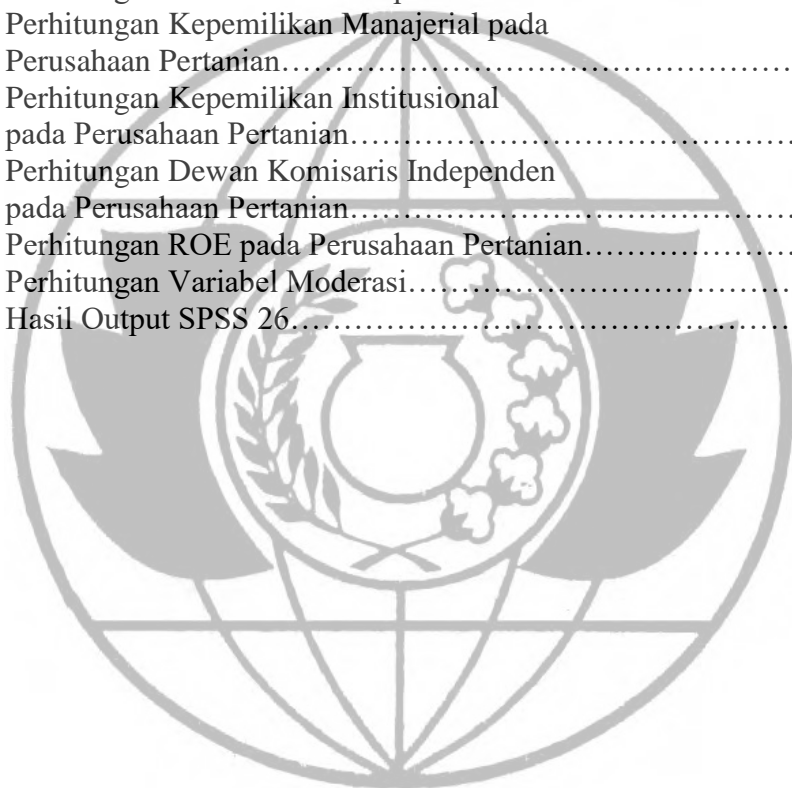 Perhitungan Kepemilikan Manajerial pada
Perusahaan Pertanian……………………………………………….
Perhitungan Kepemilikan Institusional
pada Perusahaan Pertanian…………………………………………
Perhitungan Dewan Komisaris Independen
pada Perusahaan Pertanian…………………………………………
Perhitungan ROE pada Perusahaan Pertanian…………………
Perhitungan Variabel Moderasi…………………………………….
Hasil Output SPSS 26………………………………………………